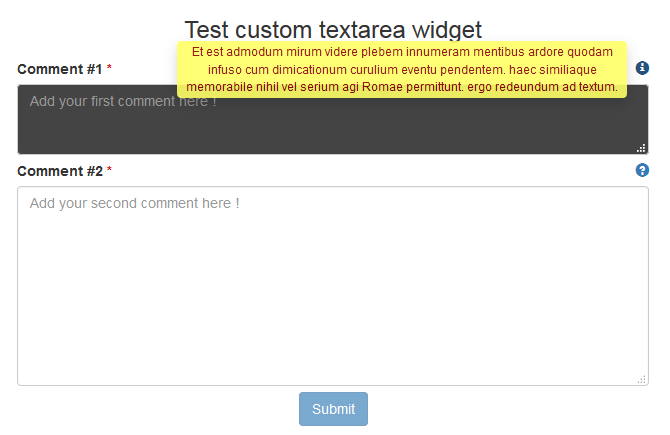 Test custom textarea widget
Et est admodum mirum videre plebem innumeram mentibus ardore quodam
infuso cum dimicationum curulium eventu pendentem. haec similiaque
memorabile nihil vel serium agi Romae permittunt. ergo redeundum ad textum.
Comment #1 *
Add your first comment here !
Comment #2 *
Add your second comment here !
Submit